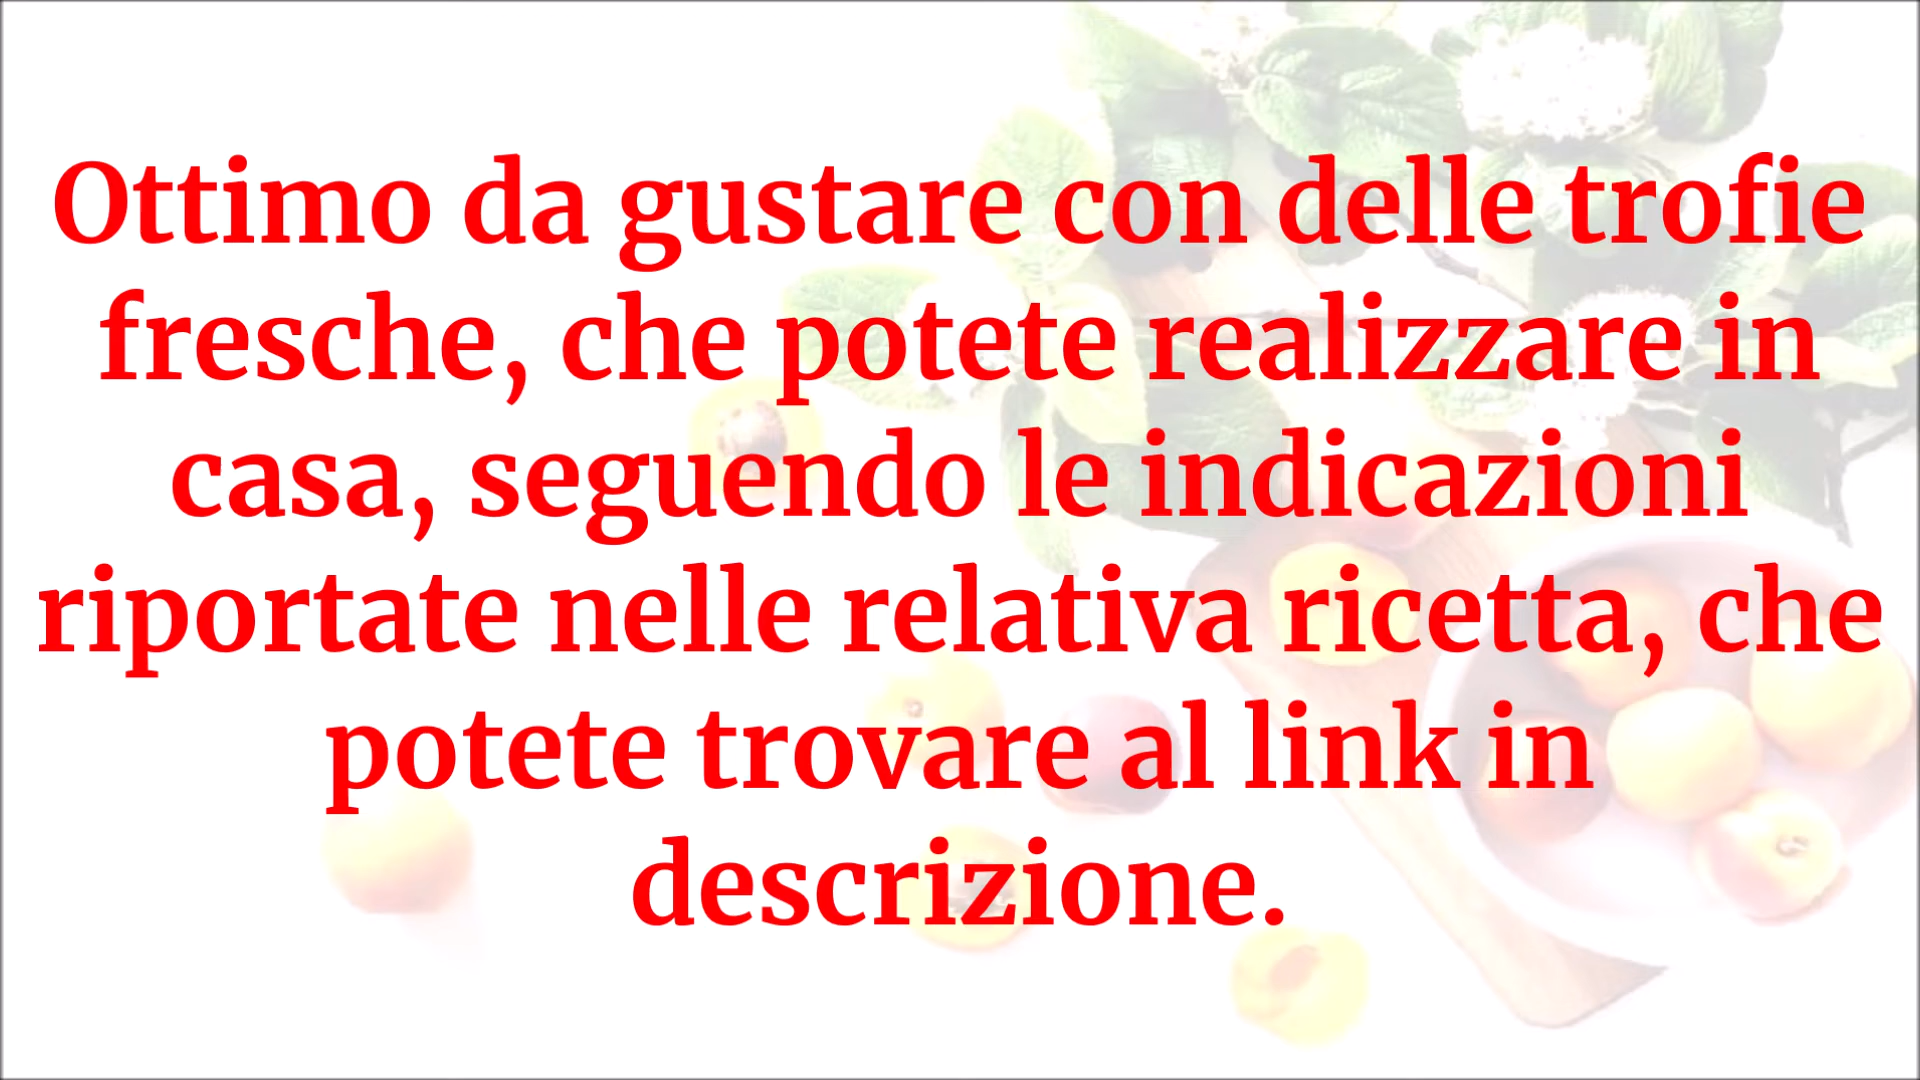 Ottimo da gustare con delle trofie
fresche, che potete realizzare in
casa, seguendo le indicazioni
riportate nelle relativa ricetta, che
potete trovare al link in
descrizione.